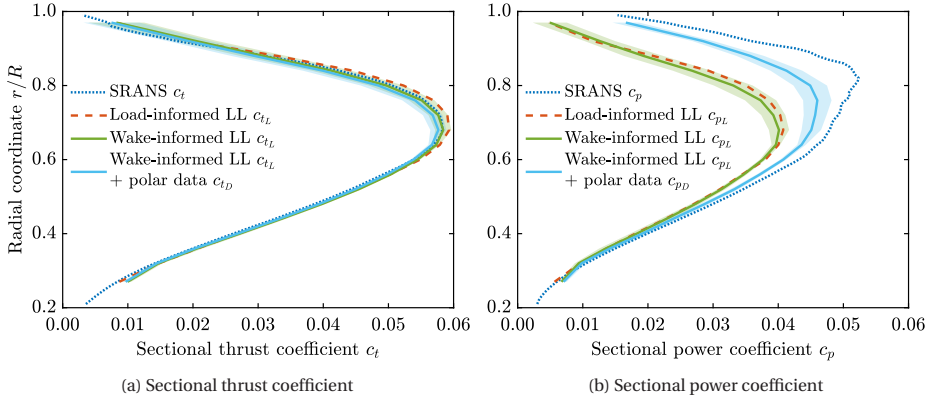 1.0
0.8
0.6
0.4
0.2
Radial coordinate r/R
SRANS c_t
Load-informed LL c_{t_L}
Wake-informed LL c_{t_L}
Wake-informed LL c_{t_L}
+ polar data c_{t_D}
0.00 0.01 0.02 0.03 0.04 0.05 0.06
Sectional thrust coefficient c_t
(a) Sectional thrust coefficient
1.0
0.8
0.6
0.4
0.2
SRANS c_p
Load-informed LL c_{p_L}
Wake-informed LL c_{p_L}
Wake-informed LL c_{p_L}
+ polar data c_{p_D}
0.00 0.01 0.02 0.03 0.04 0.05 0.06
Sectional power coefficient c_p
(b) Sectional power coefficient